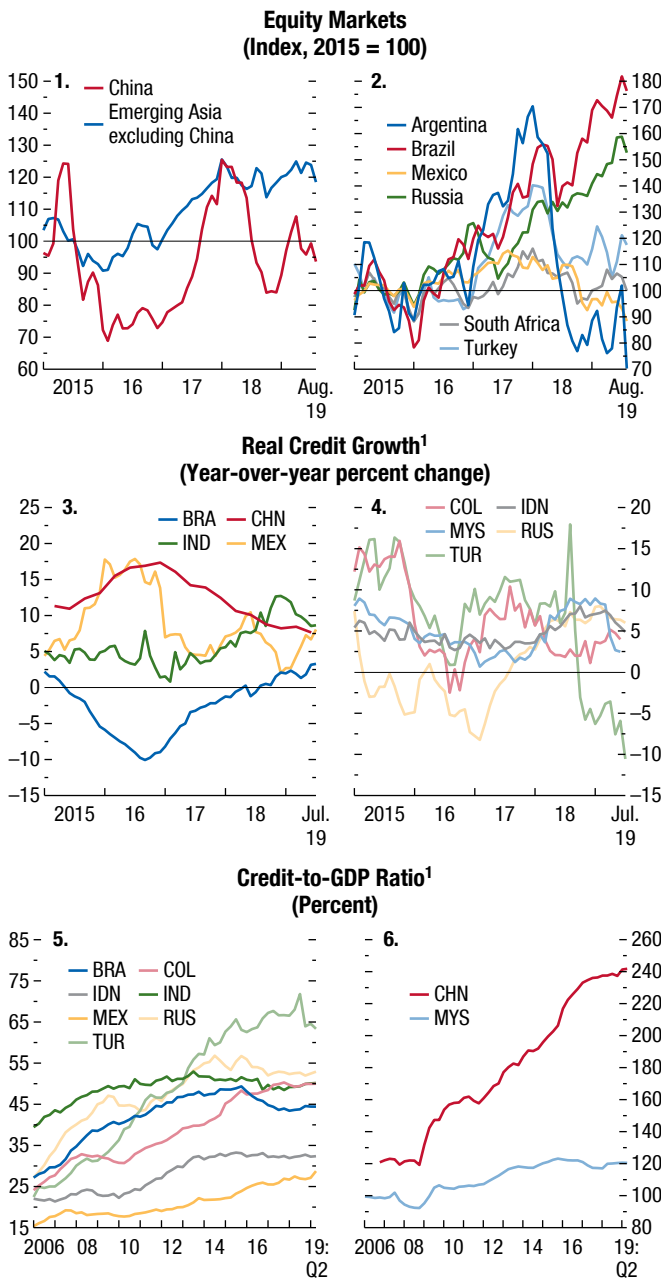 Equity Markets
(Index, 2015 = 100)
1.
China
Emerging Asia
excluding China
150
140
130
120
110
100
90
80
70
60
2015 16 17 18 Aug.
19
2.
Argentina
Brazil
Mexico
Russia
South Africa
Turkey
180
170
160
150
140
130
120
110
100
90
80
70
2015 16 17 18 Aug.
19
Real Credit Growth¹
(Year-over-year percent change)
3.
BRA CHN
IND MEX
25
20
15
10
5
0
–5
–10
–15
2015 16 17 18 Jul.
19
4.
COL IDN
MYS RUS
TUR
20
15
10
5
0
–5
–10
–15
2015 16 17 18 Jul.
19
Credit-to-GDP Ratio¹
(Percent)
5.
BRA COL
IDN IND
MEX RUS
TUR
85
75
65
55
45
35
25
15
2006 08 10 12 14 16 19:
Q2
6.
CHN
MYS
260
240
220
200
180
160
140
120
100
80
2006 08 10 12 14 16 19:
Q2